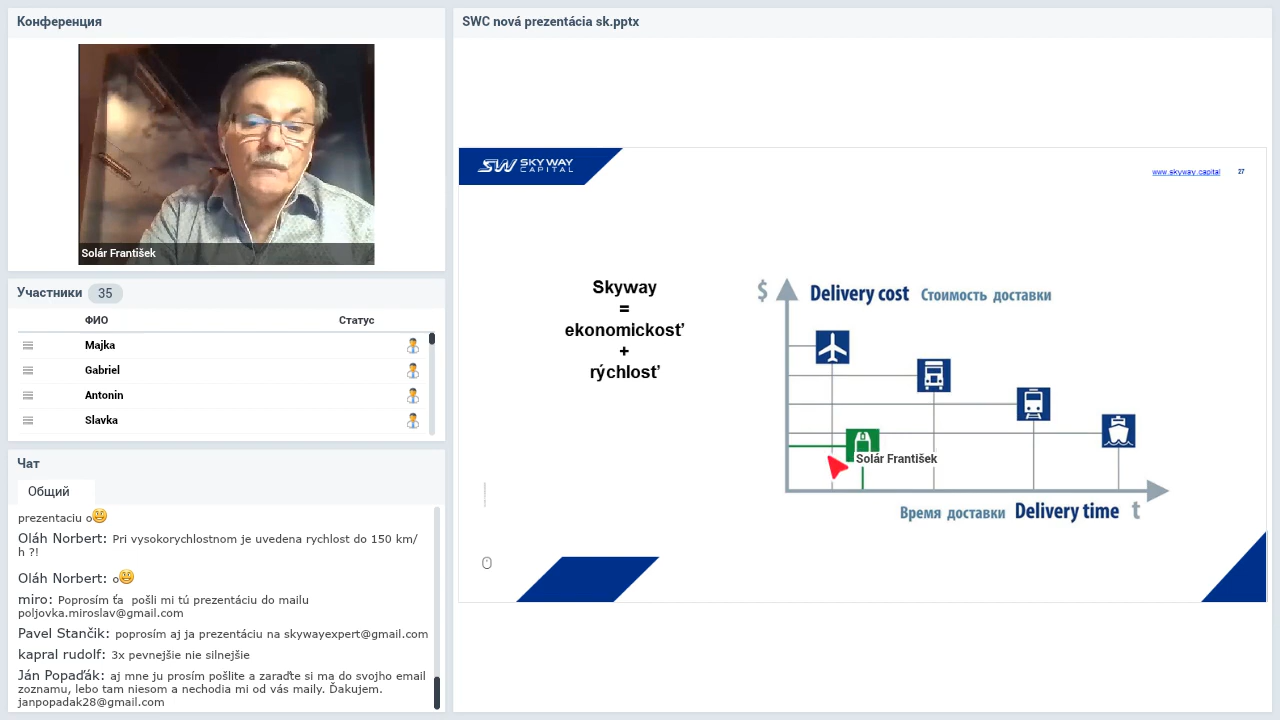 Конференция
Solár František
Участники 35
ФИО Статус
Majka
Gabriel
Antonin
Slavka
Чат
Общий
prezentaciu o
Oláh Norbert: Pri vysokorychlostnom je uvedena rychlost do 150 km/
h ?!
Oláh Norbert: o
miro: Poprosím ťa pošli mi tú prezentáciu do mailu
poljovka.miroslav@gmail.com
Pavel Stančik: poprosím aj ja prezentáciu na skywayexpert@gmail.com
kapral rudolf: 3x pevnejšie nie silnejšie
Ján Popaďák: aj mne ju prosím pošlite a zaraďte si ma do svojho email
zoznamu, lebo tam niesom a nechodia mi od vás maily. Ďakujem.
janpopadak28@gmail.com
SWC nová prezentácia sk.pptx
SW SKY WAY
CAPITAL
www.skyway.capital 27
Skyway
=
ekonomickosť
+
rýchlosť
$ Delivery cost Стоимость доставки
Solár František
Время доставки Delivery time t